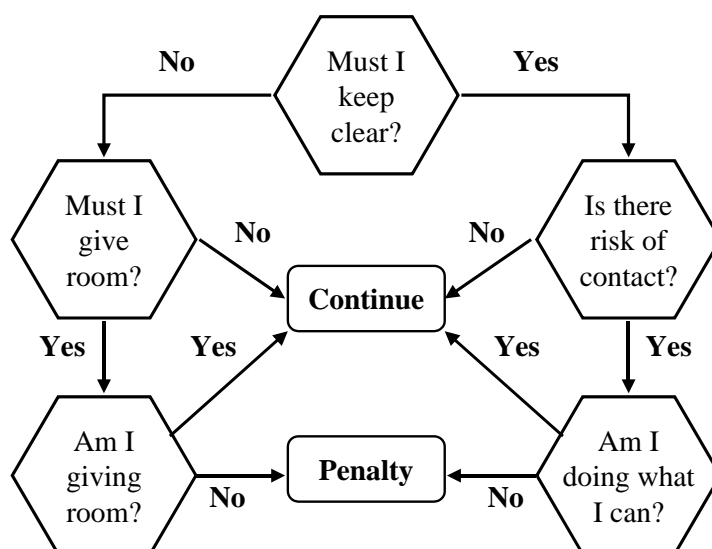 No
Must I
keep
clear?
Yes
Must I
give
room?
No
No
Is there
risk of
contact?
Continue
Yes
Yes
Yes
Yes
Am I
giving
room?
No
Penalty
No
Am I
doing what
I can?